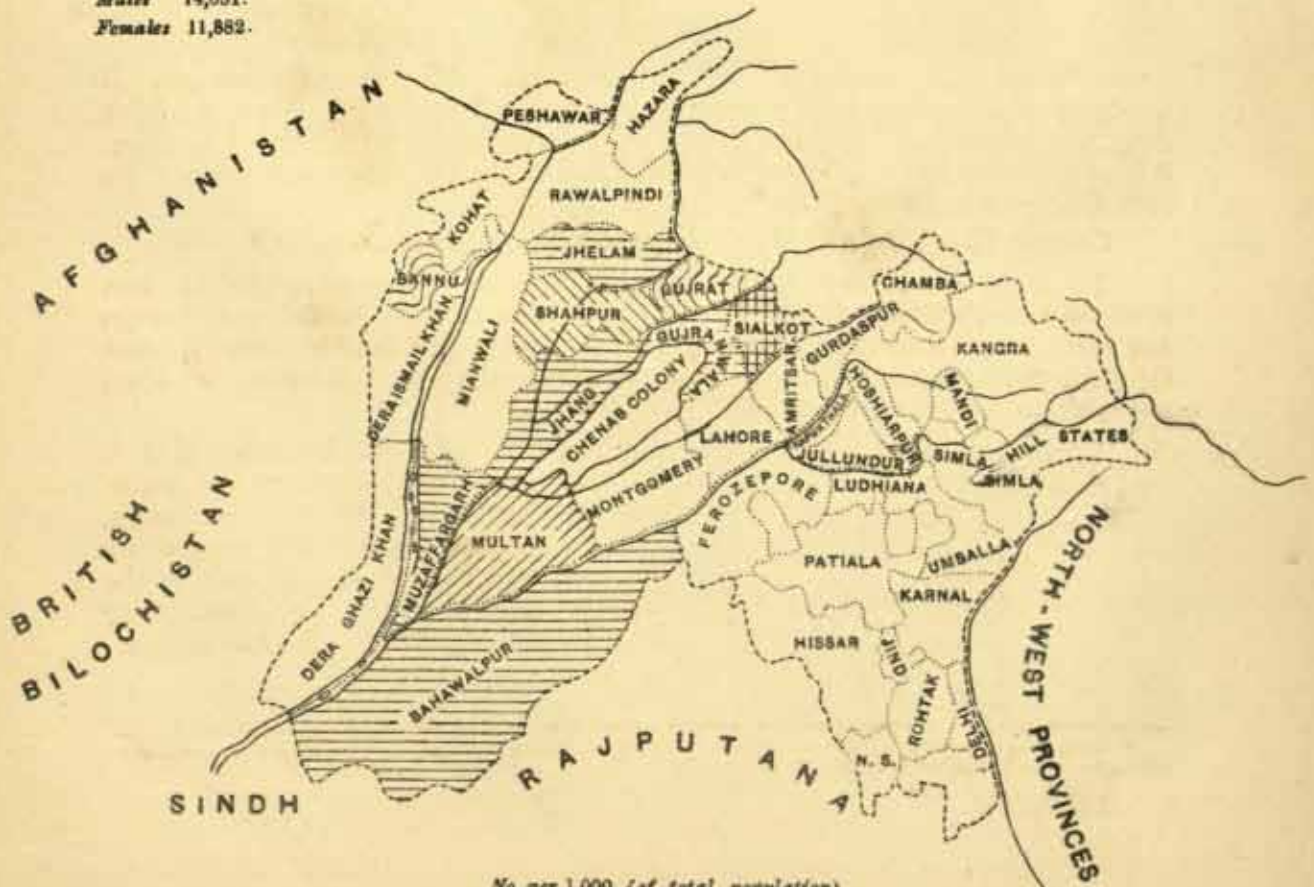 Females 11,882.
AFGHANISTAN
PESHAWAR
HAZARA
RAWALPINDI
KOHAT
BANNU
JHELAM
SHAHPUR
GUJRAT
SIALKOT
CHAMBA
GURDASPUR
KANGRA
DERA ISMAIL KHAN
MIANWALI
GUJRANWALA
AMRITSAR
HOSHIARPUR
MANDI
JHANG
CHENAB COLONY
LAHORE
KAPURTHALA
JULLUNDUR
SIMLA HILL STATES
SIMLA
LUDHIANA
MONTGOMERY
FEROZEPORE
MUZAFFARGARH
MULTAN
PATIALA
UMBALLA
KARNAL
BRITISH
BILOCHISTAN
DERA GHAZI KHAN
HISSAR
JIND
ROHTAK
DELHI
BAHAWALPUR
N. S.
NORTH-WEST PROVINCES
RAJPUTANA
SINDH
No per 1,000 (of total population)